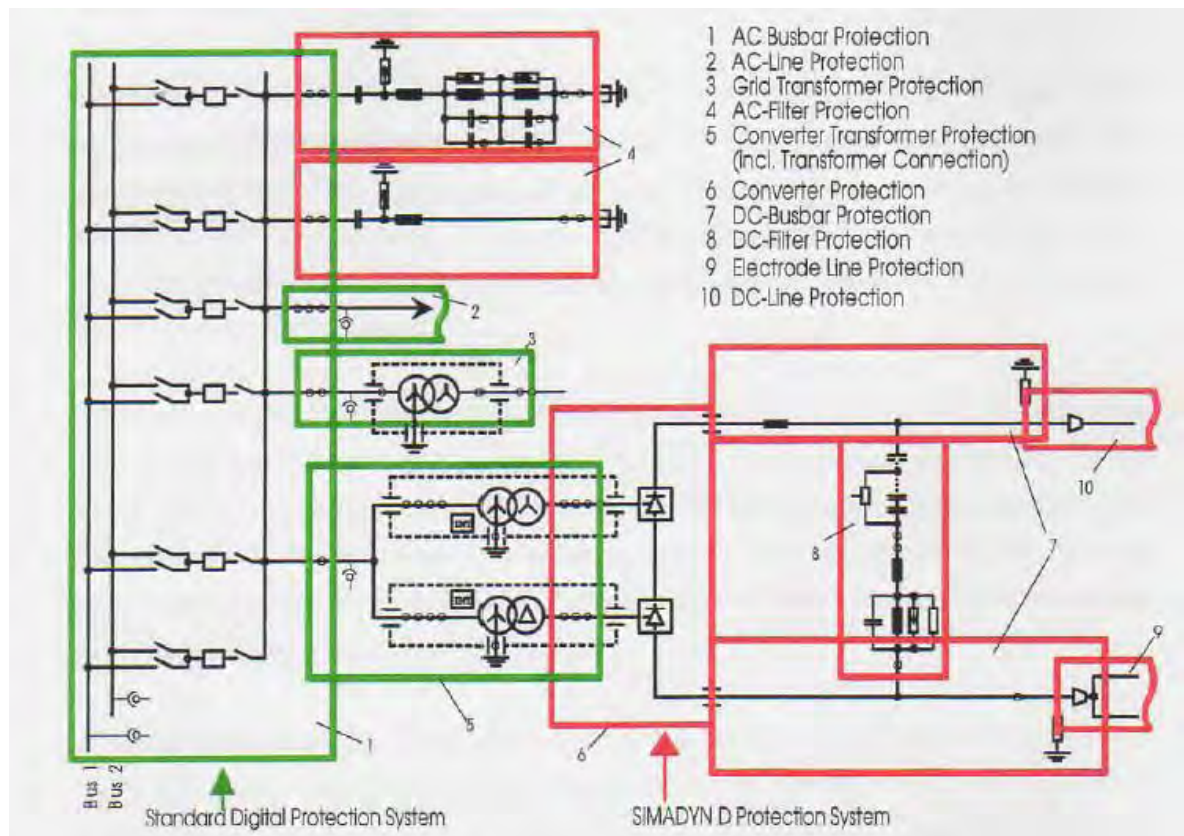 1 AC Busbar Protection
2 AC-Line Protection
3 Grid Transformer Protection
4 AC-Filter Protection
5 Converter Transformer Protection
(incl. Transformer Connection)
6 Converter Protection
7 DC-Busbar Protection
8 DC-Filter Protection
9 Electrode Line Protection
10 DC-Line Protection
4
2
3
10
8
7
9
5
1
6
Bus 1
Bus 2
Standard Digital Protection System
SIMADYN D Protection System